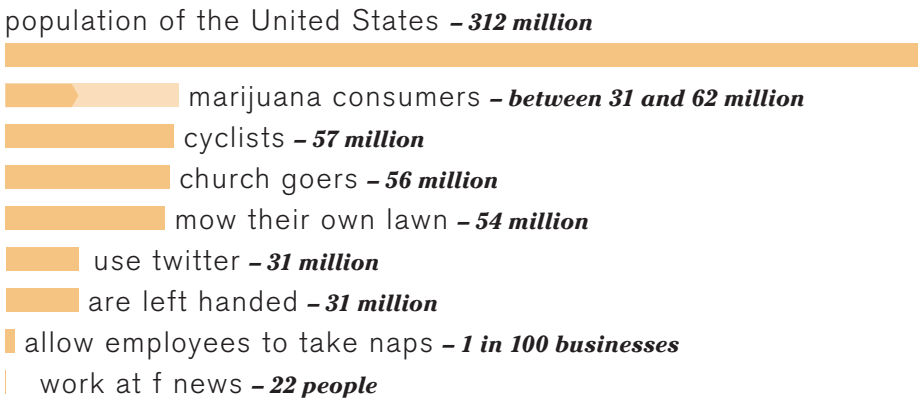 population of the United States – 312 million
marijuana consumers – between 31 and 62 million
cyclists – 57 million
church goers – 56 million
mow their own lawn – 54 million
use twitter – 31 million
are left handed – 31 million
allow employees to take naps – 1 in 100 businesses
work at f news – 22 people